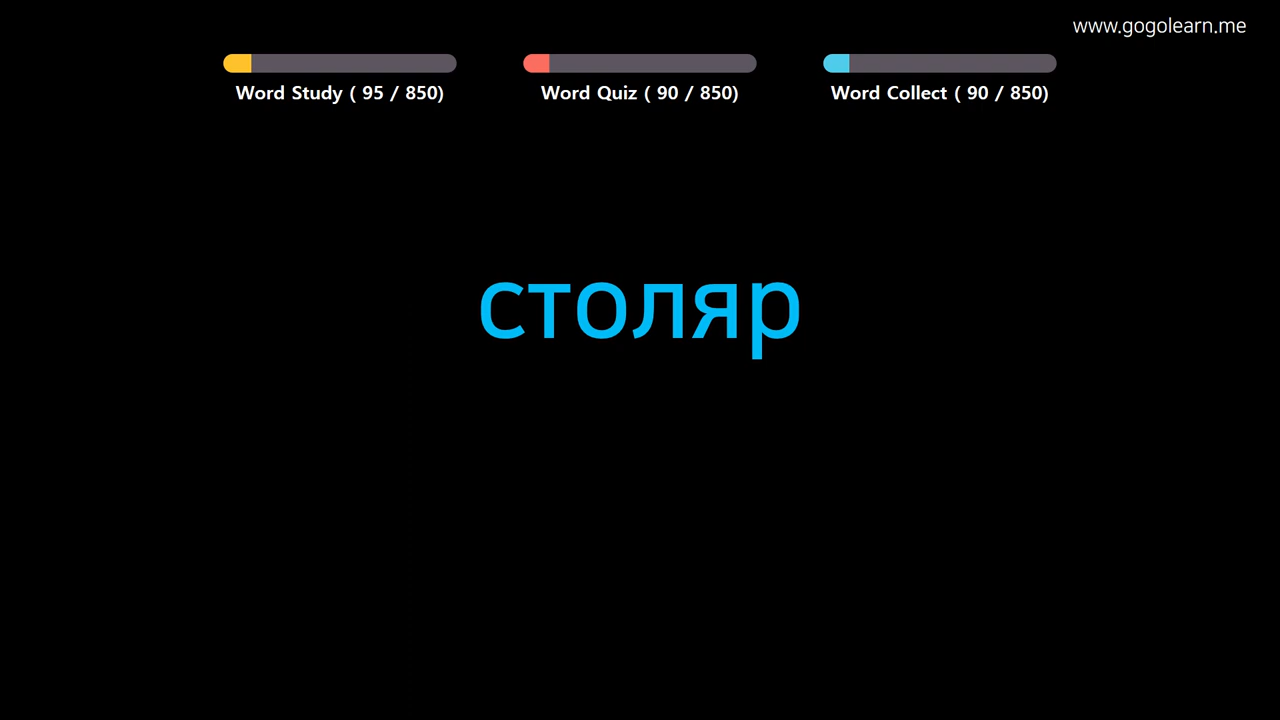 www.gogolearn.me
Word Study ( 95 / 850)
Word Quiz ( 90 / 850)
Word Collect ( 90 / 850)
столяр